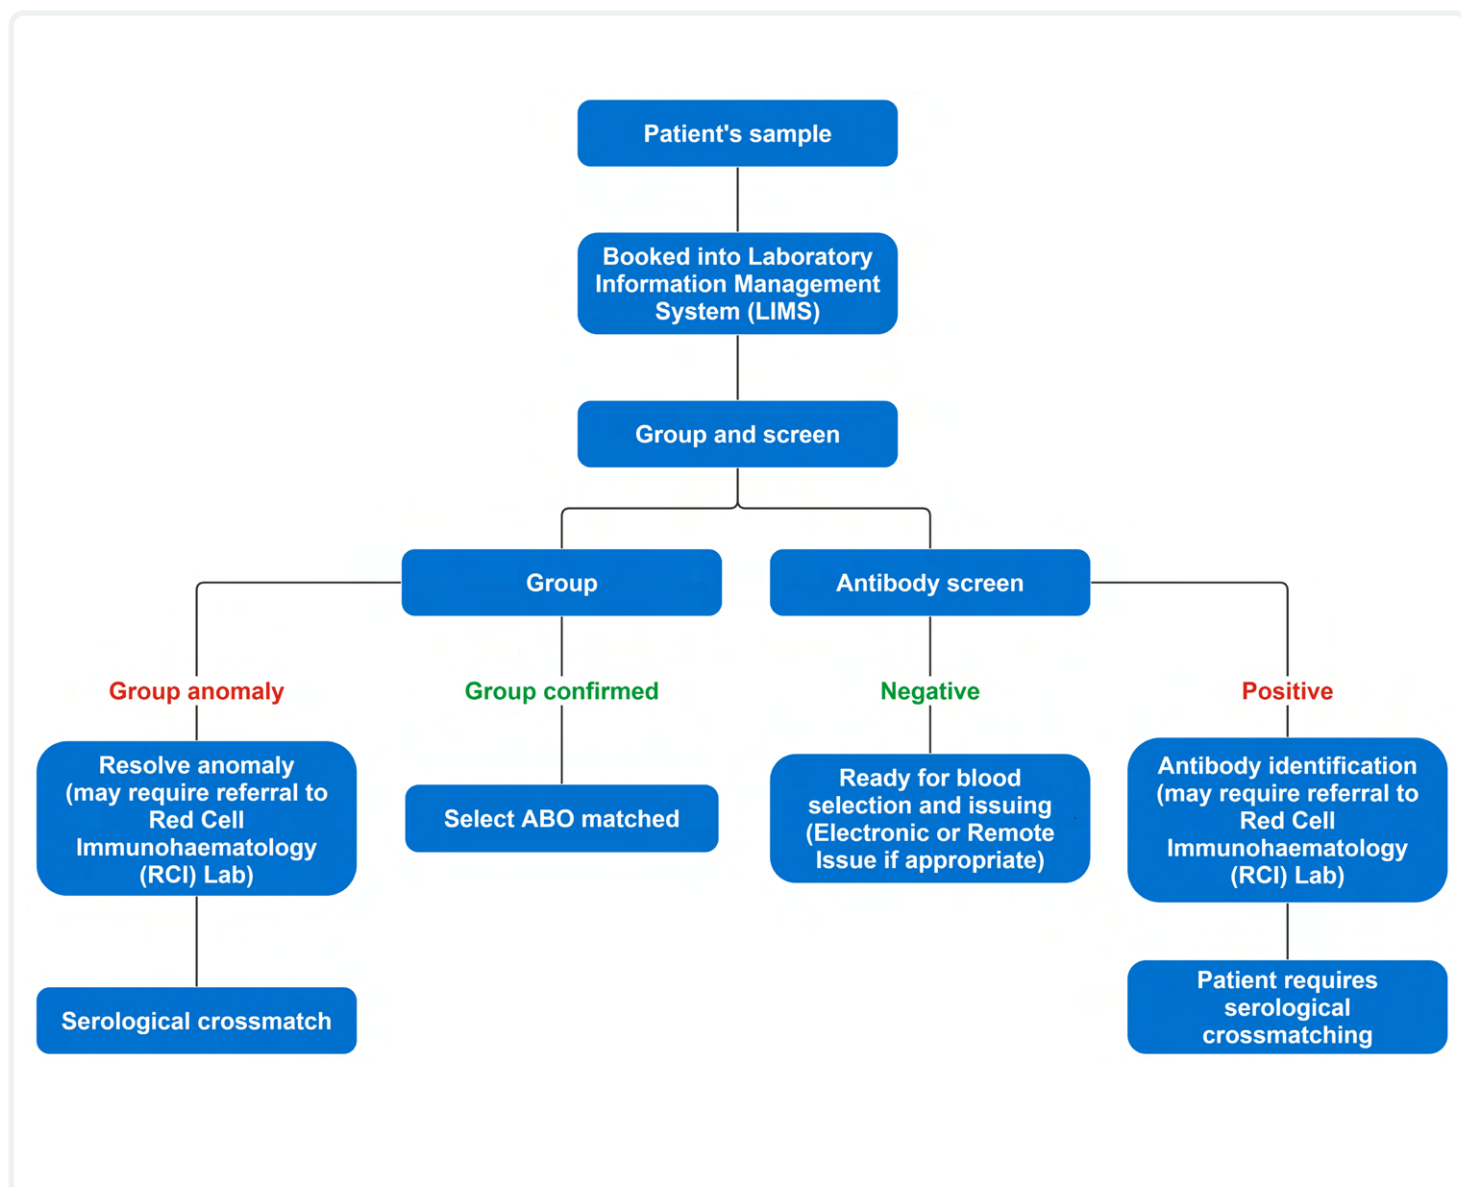 Patient's sample
Booked into Laboratory
Information Management
System (LIMS)
Group and screen
Group
Antibody screen
Group anomaly
Group confirmed
Negative
Positive
Resolve anomaly
(may require referral to
Red Cell
Immunohaematology
(RCI) Lab)
Select ABO matched
Ready for blood
selection and issuing
(Electronic or Remote
Issue if appropriate)
Antibody identification
(may require referral to
Red Cell
Immunohaematology
(RCI) Lab)
Serological crossmatch
Patient requires
serological
crossmatching